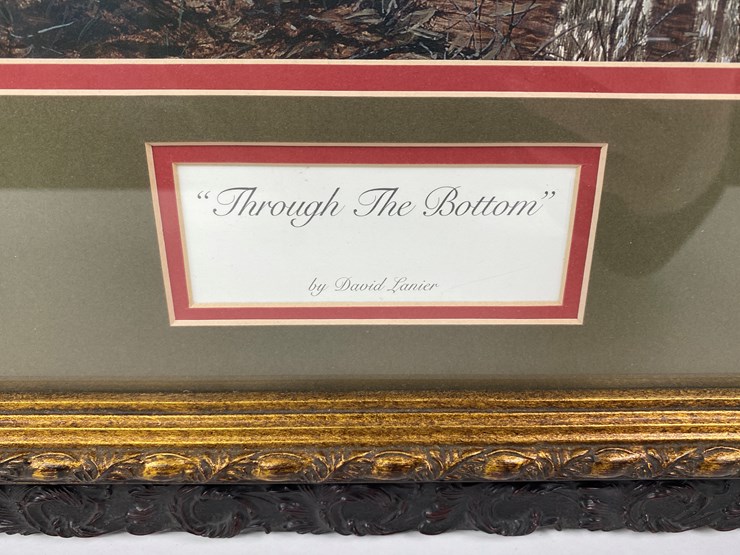 “Through The Bottom”
by David Lanier